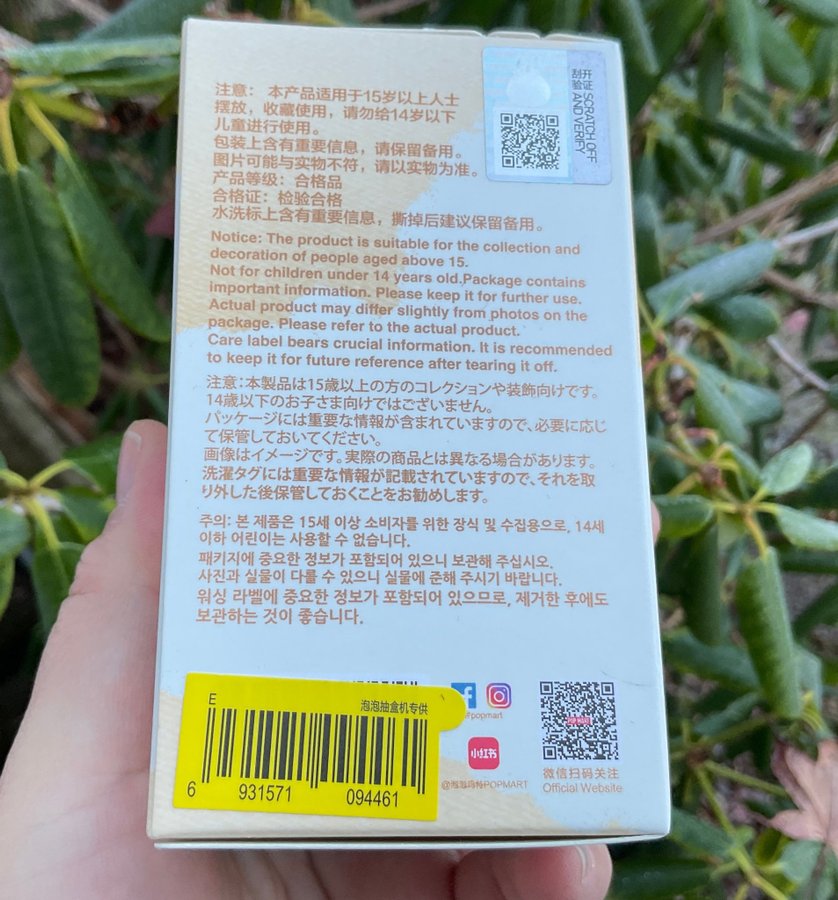 注意： 本产品适用于15岁以上人士
摆放，收藏使用，请勿给14岁以下
儿童进行使用。
包装上含有重要信息，请保留备用。
图片可能与实物不符，请以实物为准。
产品等级：合格品
合格证：检验合格
水洗标上含有重要信息，撕掉后建议保留备用。
刮开
验证
SCRATCH OFF
AND VERIFY
Notice: The product is suitable for the collection and
decoration of people aged above 15.
Not for children under 14 years old.Package contains
important information. Please keep it for further use.
Actual product may differ slightly from photos on the
package. Please refer to the actual product.
Care label bears crucial information. It is recommended
to keep it for future reference after tearing it off.
注意：本製品は15歳以上の方のコレクションや装飾向けです。
14歳以下のお子さま向けではございません。
パッケージには重要な情報が含まれていますので、必要に応じ
て保管しておいてください。
画像はイメージです。実際の商品とは異なる場合があります。
洗濯タグには重要な情報が記載されていますので、それを取
り外した後保管しておくことをお勧めします。
주의: 본 제품은 15세 이상 소비자를 위한 장식 및 수집용으로, 14세
이하 어린이는 사용할 수 없습니다.
패키지에 중요한 정보가 포함되어 있으니 보관해 주십시오.
사진과 실물이 다를 수 있으니 실물에 준해 주시기 바랍니다.
워싱 라벨에 중요한 정보가 포함되어 있으므로, 제거한 후에도
보관하는 것이 좋습니다.
E
泡泡抽盒机专供
6 931571 094461
@popmart
小红书
@泡泡玛特POPMART
POP MART
微信扫码关注
Official Website